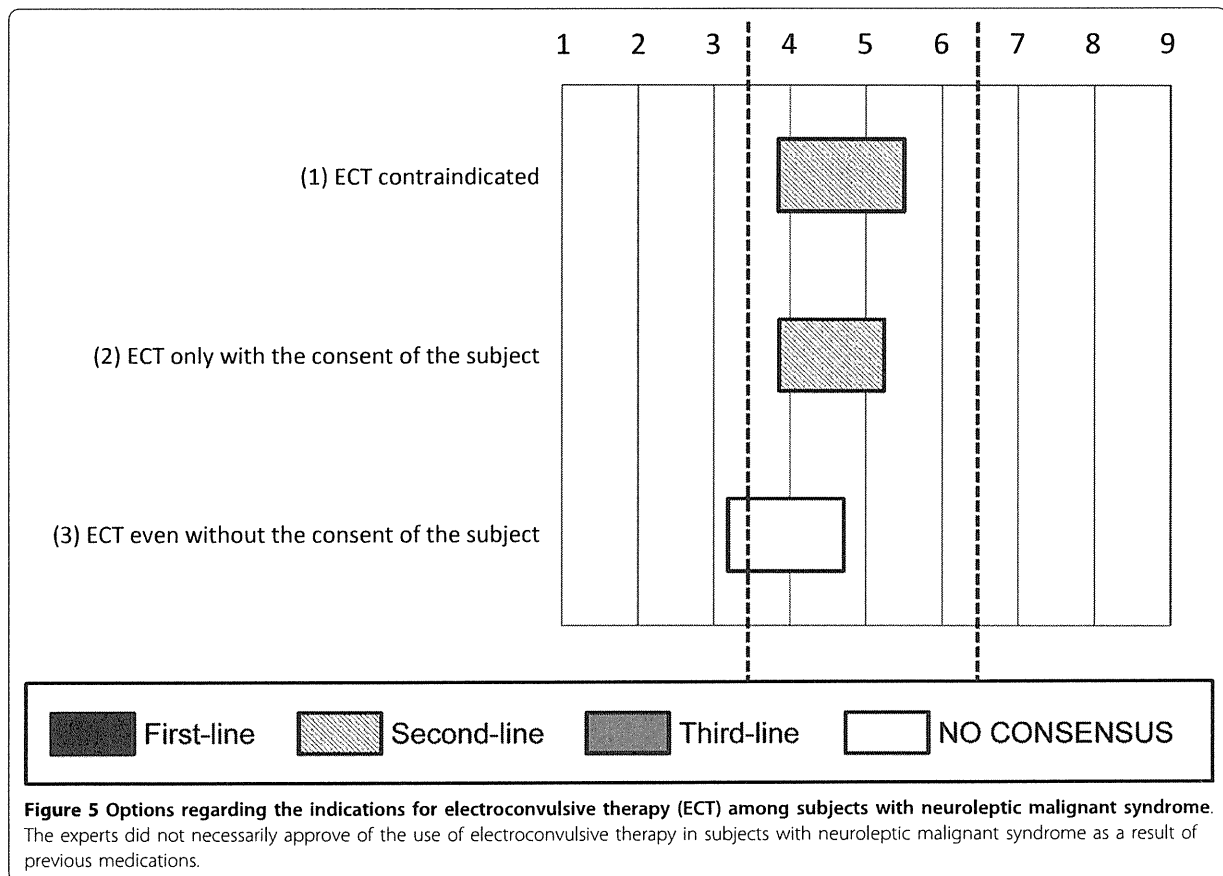 1 2 3 4 5 6 7 8 9
(1) ECT contraindicated
(2) ECT only with the consent of the subject
(3) ECT even without the consent of the subject
First-line Second-line Third-line NO CONSENSUS
Figure 5 Options regarding the indications for electroconvulsive therapy (ECT) among subjects with neuroleptic malignant syndrome.
The experts did not necessarily approve of the use of electroconvulsive therapy in subjects with neuroleptic malignant syndrome as a result of
previous medications.